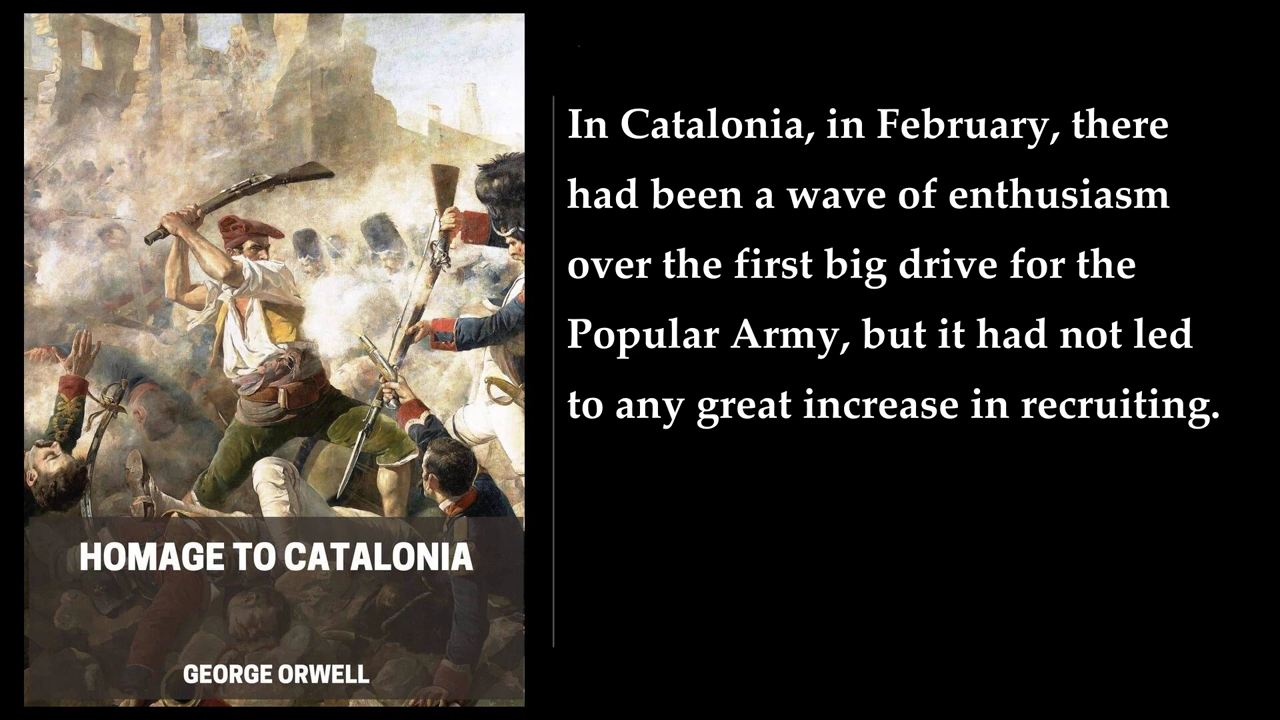 In Catalonia, in February, there
had been a wave of enthusiasm
over the first big drive for the
Popular Army, but it had not led
to any great increase in recruiting.
HOMAGE TO CATALONIA
GEORGE ORWELL